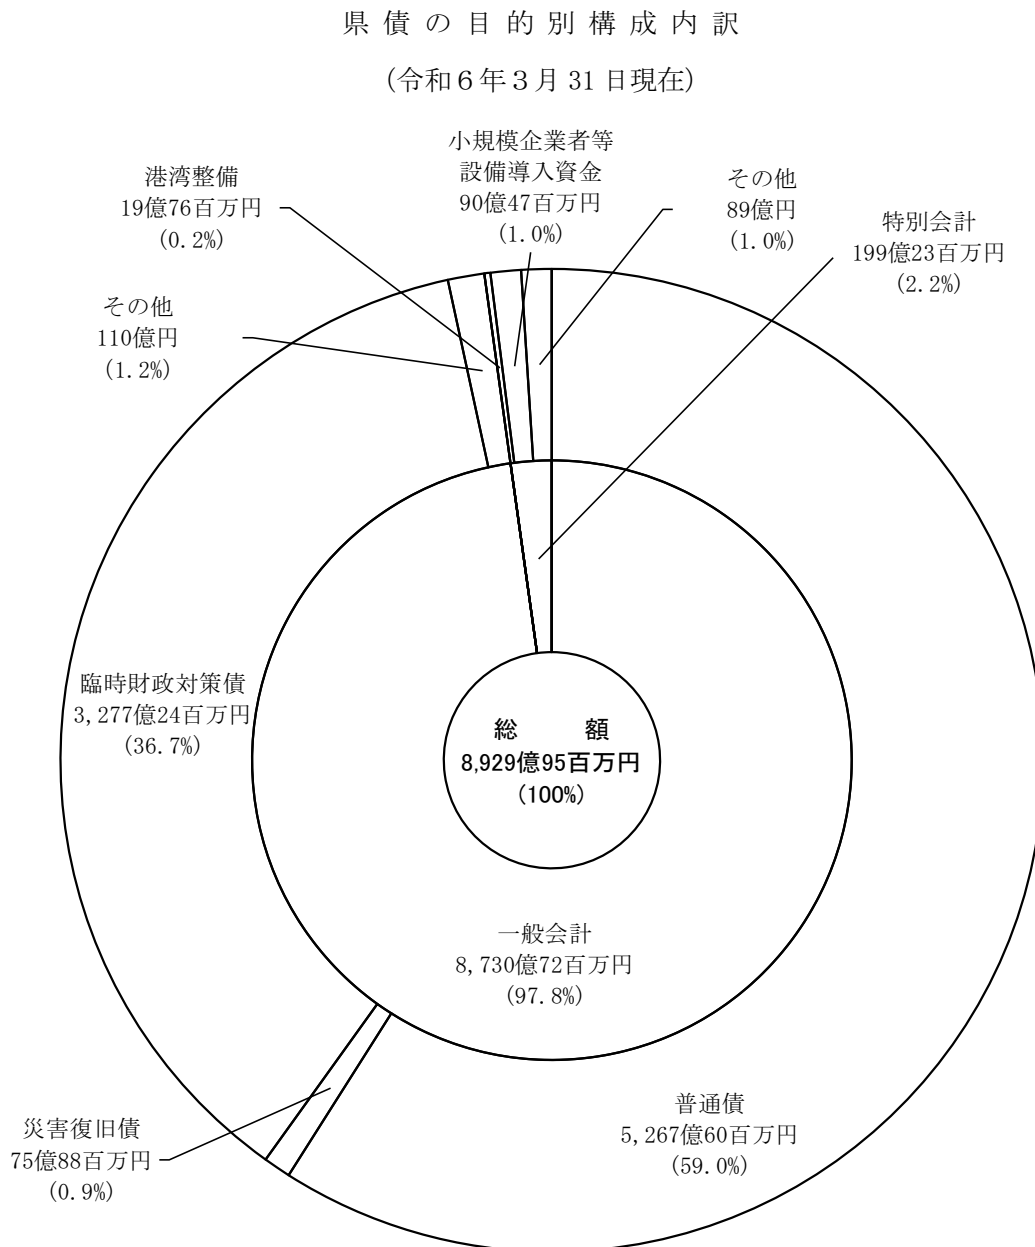 県債の目的別構成内訳
(令和6年3月31日現在)
小規模企業者等
設備導入資金
90億47百万円
(1.0%)
港湾整備
19億76百万円
(0.2%)
その他
89億円
(1.0%)
特別会計
199億23百万円
(2.2%)
その他
110億円
(1.2%)
臨時財政対策債
3,277億24百万円
(36.7%)
総額
8,929億95百万円
(100%)
一般会計
8,730億72百万円
(97.8%)
普通債
5,267億60百万円
(59.0%)
災害復旧債
75億88百万円
(0.9%)